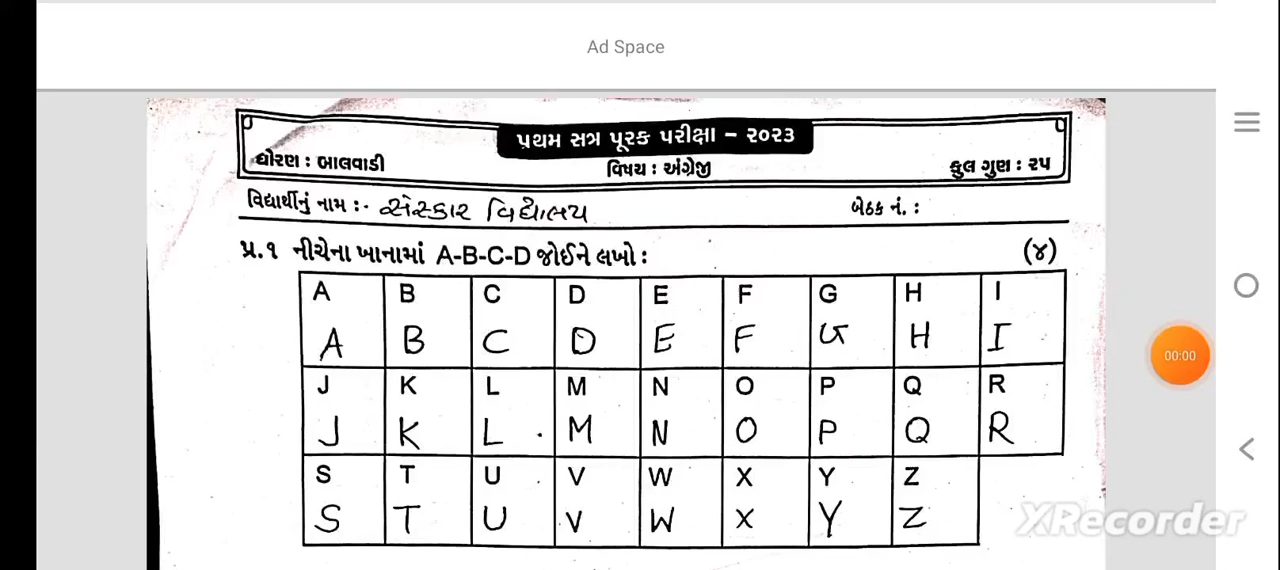 Ad Space
પ્રથમ સત્ર પૂરક પરીક્ષા - ૨૦૨૩
ધોરણ : બાલવાડી વિષય : અંગ્રેજી કુલ ગુણ : ૨૫
વિદ્યાર્થીનું નામ :- સંસ્કાર વિદ્યાલય બેઠક નં. :
પ્ર.૧ નીચેના ખાનામાં A-B-C-D જોઈને લખો : (૪)
A B C D E F G H I
A B C D E F G H I
00:00
J K L M N O P Q R
J K L M N O P Q R
S T U V W X Y Z
S T U V W X Y Z
XRecorder